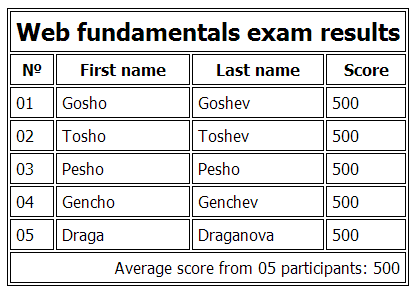 Web fundamentals exam results
№ First name Last name Score
01 Gosho Goshev 500
02 Tosho Toshev 500
03 Pesho Pesho 500
04 Gencho Genchev 500
05 Draga Draganova 500
Average score from 05 participants: 500